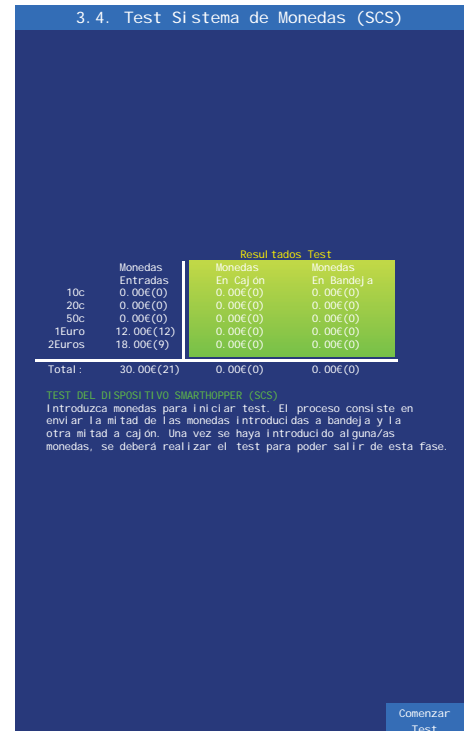 3.4. Test Sistema de Monedas (SCS)
Resultados Test
Monedas Monedas Monedas
Entradas En Cajón En Bandeja
10c 0.00€(0) 0.00€(0) 0.00€(0)
20c 0.00€(0) 0.00€(0) 0.00€(0)
50c 0.00€(0) 0.00€(0) 0.00€(0)
1Euro 12.00€(12) 0.00€(0) 0.00€(0)
2Euros 18.00€(9) 0.00€(0) 0.00€(0)
Total: 30.00€(21) 0.00€(0) 0.00€(0)
TEST DEL DISPOSITIVO SMARTHOPPER (SCS)
Introduzca monedas para iniciar test. El proceso consiste en
enviar la mitad de las monedas introducidas a bandeja y la
otra mitad a cajón. Una vez se haya introducido alguna/as
monedas, se deberá realizar el test para poder salir de esta fase.
Comenzar
Test